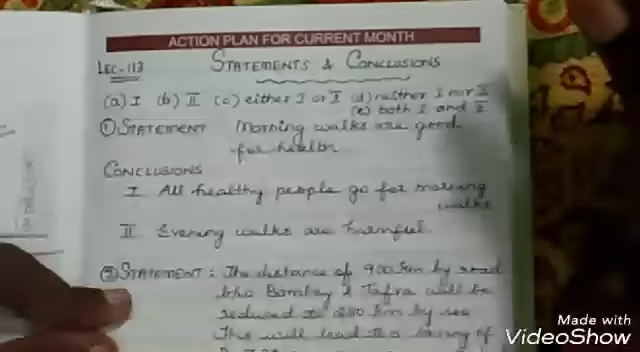 ACTION PLAN FOR CURRENT MONTH
LEC-113 STATEMENTS & CONCLUSIONS
(a) I (b) II (c) either I or II (d) neither I nor II
(e) both I and II
① STATEMENT Morning walks are good
for health
CONCLUSIONS
I All healthy people go for morning
walks
II Evening walks are harmful.
② STATEMENT: The distance of 900 km by road
b/w Bombay & Jafra will be
reduced to km by sea
This will lead to a saving of
Made with
VideoShow